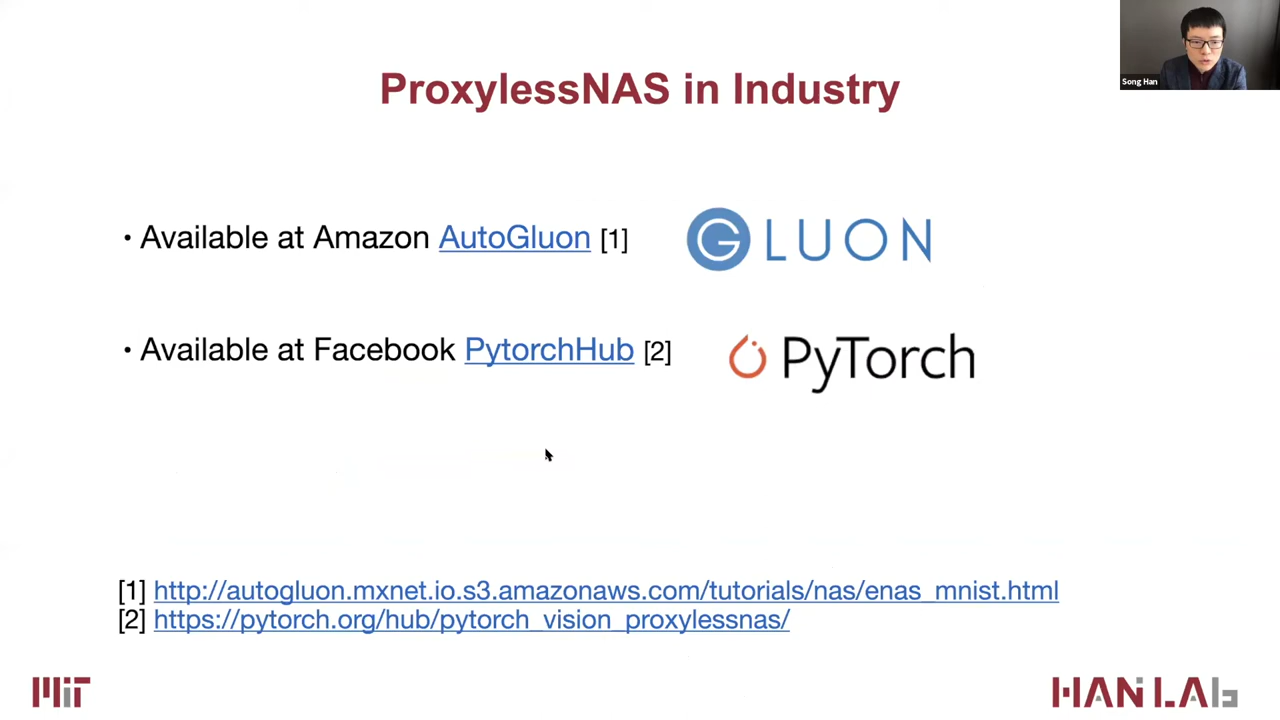 ProxylessNAS in Industry
Song Han
• Available at Amazon AutoGluon [1]
GLUON
• Available at Facebook PytorchHub [2]
PyTorch
[1] http://autogluon.mxnet.io.s3.amazonaws.com/tutorials/nas/enas_mnist.html
[2] https://pytorch.org/hub/pytorch_vision_proxylessnas/
MIT
HAN LAb